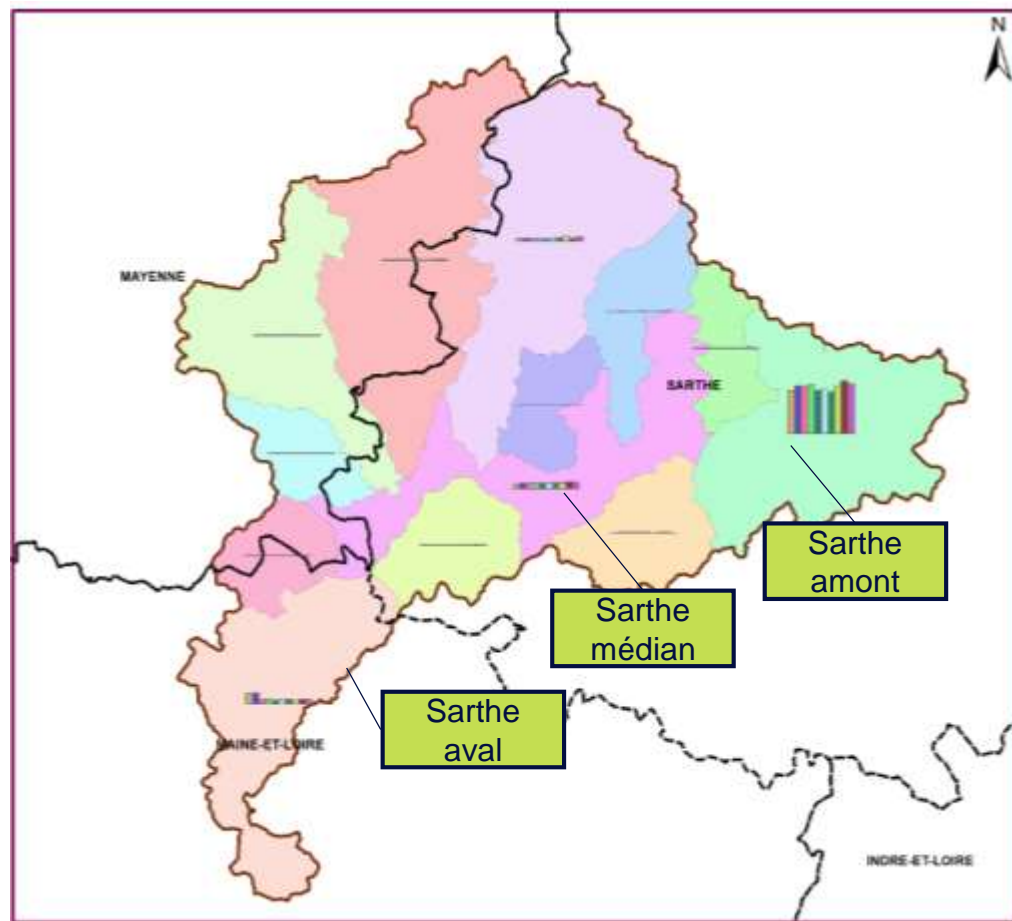 N
MAYENNE
SARTHE
Sarthe
amont
Sarthe
médian
Sarthe
aval
MAINE-ET-LOIRE
INDRE-ET-LOIRE